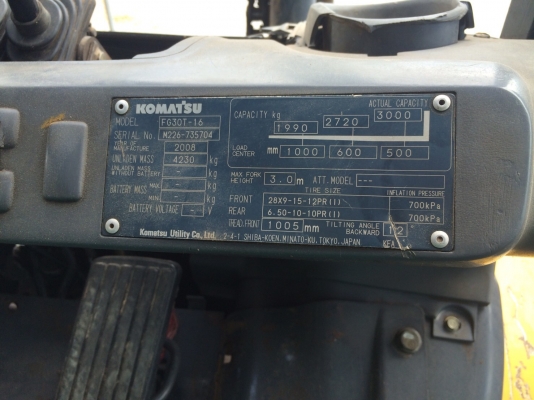 KOMATSU
MODEL FG30T-16
SERIAL No M226-735704
YEAR OF MANUFACTURE 2008
UNLADEN MASS 4230 kg
UNLADEN MASS WITHOUT BATTERY - kg
BATTERY MASS MAX - kg
MIN - kg
BATTERY VOLTAGE - V
ACTUAL CAPACITY
CAPACITY kg 1990 2720 3000
LOAD CENTER mm 1000 600 500
MAX FORK HEIGHT 3.0 m ATT. MODEL ---
TIRE SIZE INFLATION PRESSURE
FRONT 28X9-15-12PR(I) 700kPa
REAR 6.50-10-10PR(I) 700kPa
TREAD.FRONT 1005 mm TILTING ANGLE BACKWARD 12°
Komatsu Utility Co.,Ltd. 2-4-1 SHIBA-KOEN,MINATO-KU,TOKYO,JAPAN